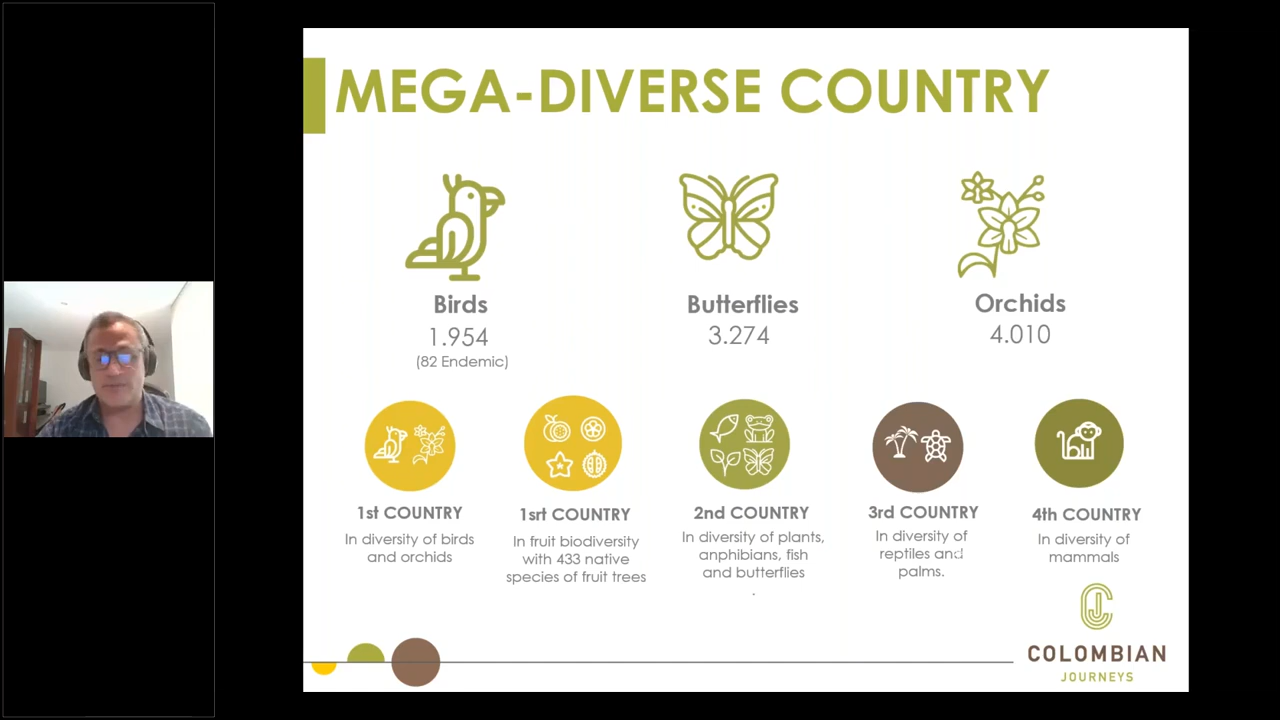 MEGA-DIVERSE COUNTRY
Birds
1.954
(82 Endemic)
Butterflies
3.274
Orchids
4.010
1st COUNTRY
In diversity of birds
and orchids
1srt COUNTRY
In fruit biodiversity
with 433 native
species of fruit trees
2nd COUNTRY
In diversity of plants,
anphibians, fish
and butterflies
.
3rd COUNTRY
In diversity of
reptiles and
palms.
4th COUNTRY
In diversity of
mammals
COLOMBIAN
JOURNEYS